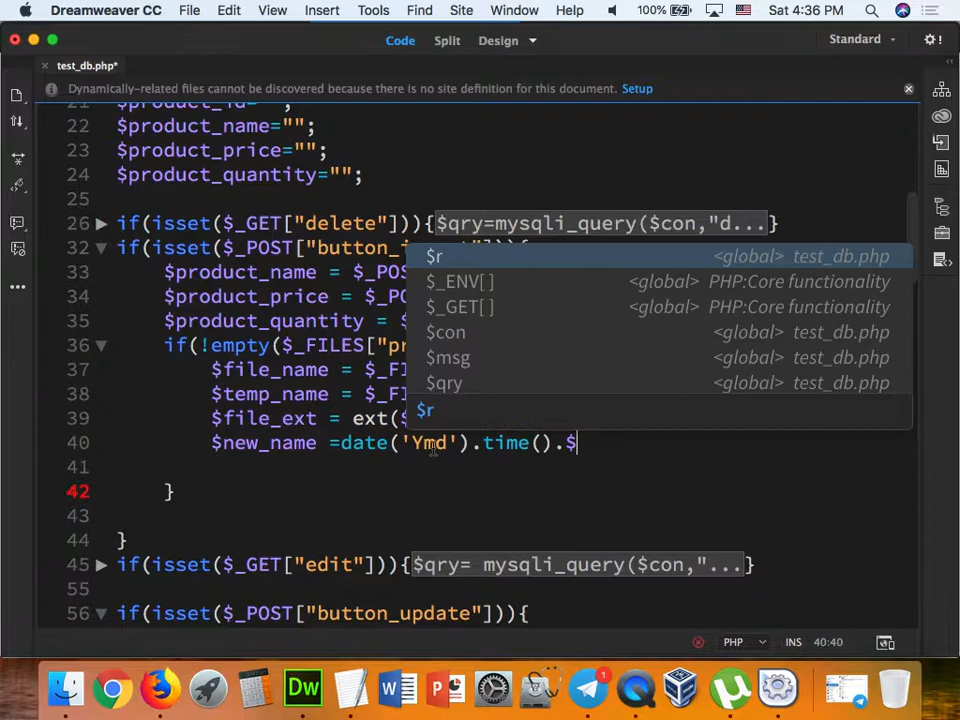 Dreamweaver CC File Edit View Insert Tools Find Site Window Help 100% Sat 4:36 PM
Code Split Design Standard
test_db.php*
Dynamically-related files cannot be discovered because there is no site definition for this document. Setup
21 $product_id="";
22 $product_name="";
23 $product_price="";
24 $product_quantity="";
25
26 if(isset($_GET["delete"])){$qry=mysqli_query($con,"d...}
32 if(isset($_POST["button_
33 $product_name = $_PO
34 $product_price = $_PO
35 $product_quantity = $
36 if(!empty($_FILES["pr
37 $file_name = $_FI
38 $temp_name = $_FI
39 $file_ext = ext($
40 $new_name =date('Ymd').time().$
41
42 }
43
44 }
45 if(isset($_GET["edit"])){$qry= mysqli_query($con,"...}
55
56 if(isset($_POST["button_update"])){
$r <global> test_db.php
$_ENV[] <global> PHP:Core functionality
$_GET[] <global> PHP:Core functionality
$con <global> test_db.php
$msg <global> test_db.php
$qry <global> test_db.php
$r
PHP INS 40:40
Dw
W
P
1
µ